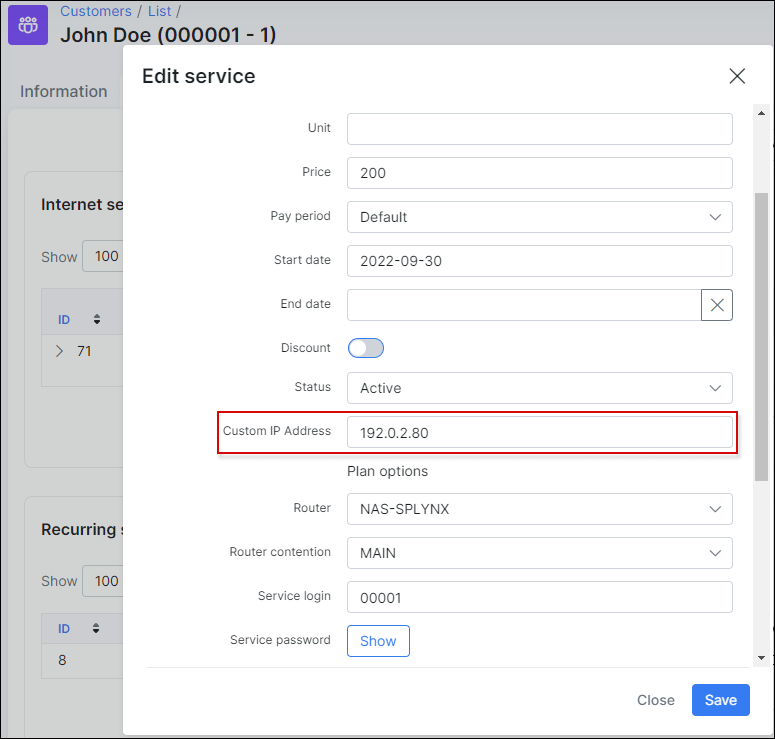 Customers / List /
John Doe (000001 - 1)
Information
Internet se
Show 100
ID
71
Recurring s
Show 100
ID
8
Edit service
Unit
Price 200
Pay period Default
Start date 2022-09-30
End date
Discount
Status Active
Custom IP Address 192.0.2.80
Plan options
Router NAS-SPLYNX
Router contention MAIN
Service login 00001
Service password Show
Close Save